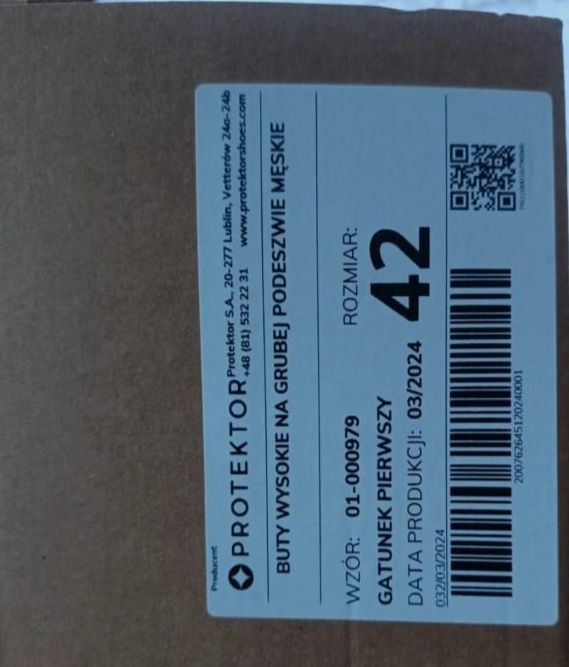 Producent
PROTEKTOR
Protektor S.A., 20-277 Lublin, Vetterów 24a-24b
+48 (81) 532 22 31 www.protektorshoes.com
BUTY WYSOKIE NA GRUBEJ PODESZWIE MĘSKIE
WZÓR: 01-000979 ROZMIAR:
GATUNEK PIERWSZY 42
DATA PRODUKCJI: 03/2024
032/03/2024
200762645120240001